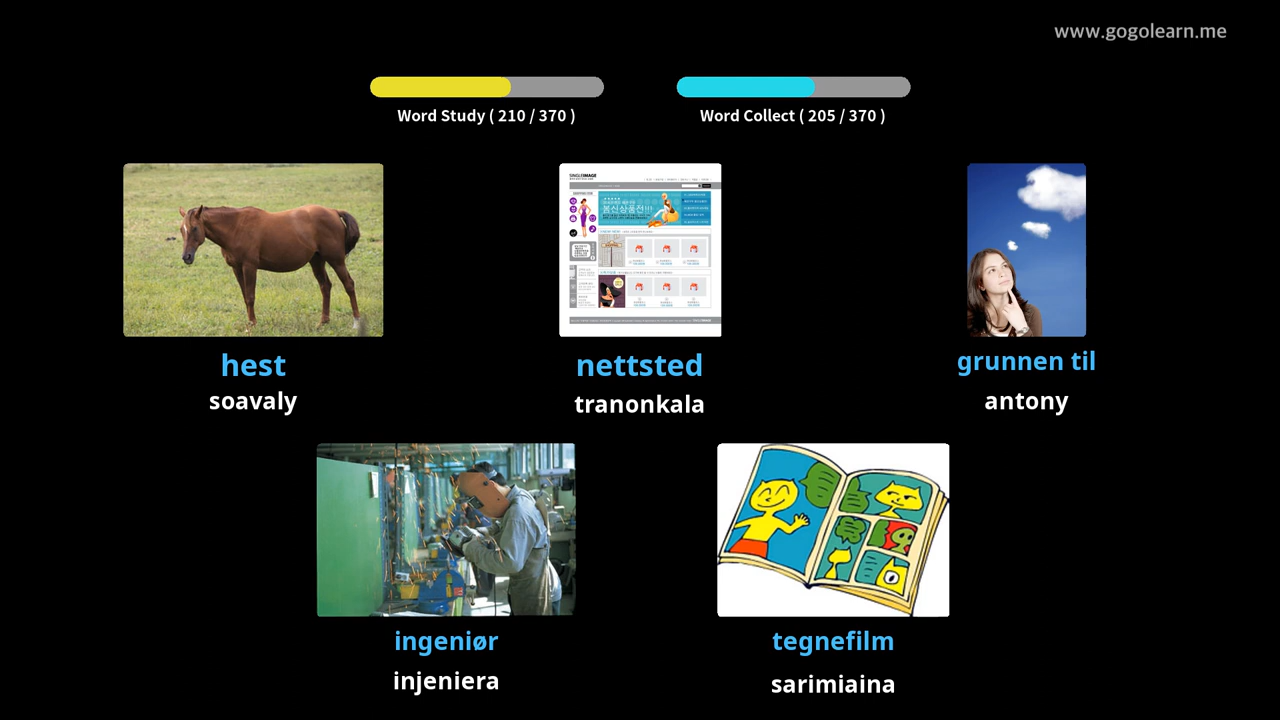 www.gogolearn.me
Word Study ( 210 / 370 )
Word Collect ( 205 / 370 )
hest
soavaly
nettsted
tranonkala
grunnen til
antony
ingeniør
injeniera
tegnefilm
sarimiaina